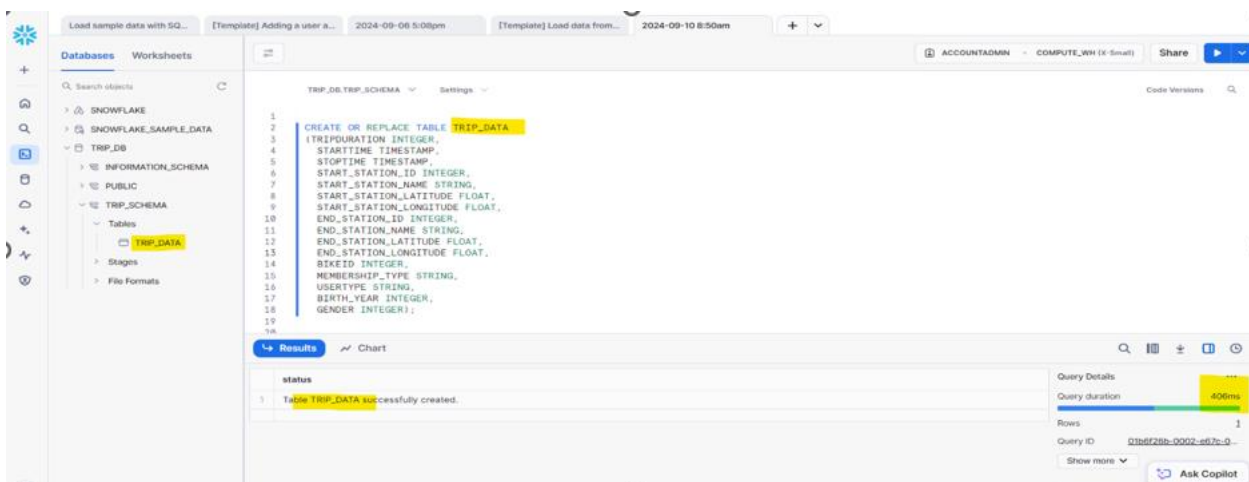 Load sample data with SQ...
[Template] Adding a user a...
2024-09-06 5:08pm
[Template] Load data from...
2024-09-10 8:50am
Databases Worksheets
ACCOUNTADMIN · COMPUTE_WH (X-Small) Share
Search objects
TRIP_DB.TRIP_SCHEMA Settings
Code Versions
SNOWFLAKE
SNOWFLAKE_SAMPLE_DATA
TRIP_DB
INFORMATION_SCHEMA
PUBLIC
TRIP_SCHEMA
Tables
TRIP_DATA
Stages
File Formats
1
2 CREATE OR REPLACE TABLE TRIP_DATA
3 (TRIPDURATION INTEGER,
4 STARTTIME TIMESTAMP,
5 STOPTIME TIMESTAMP,
6 START_STATION_ID INTEGER,
7 START_STATION_NAME STRING,
8 START_STATION_LATITUDE FLOAT,
9 START_STATION_LONGITUDE FLOAT,
10 END_STATION_ID INTEGER,
11 END_STATION_NAME STRING,
12 END_STATION_LATITUDE FLOAT,
13 END_STATION_LONGITUDE FLOAT,
14 BIKEID INTEGER,
15 MEMBERSHIP_TYPE STRING,
16 USERTYPE STRING,
17 BIRTH_YEAR INTEGER,
18 GENDER INTEGER);
19
20
Results Chart
status
1 Table TRIP_DATA successfully created.
Query Details ...
Query duration 406ms
Rows 1
Query ID 01b6f26b-0002-e67c-0...
Show more
Ask Copilot